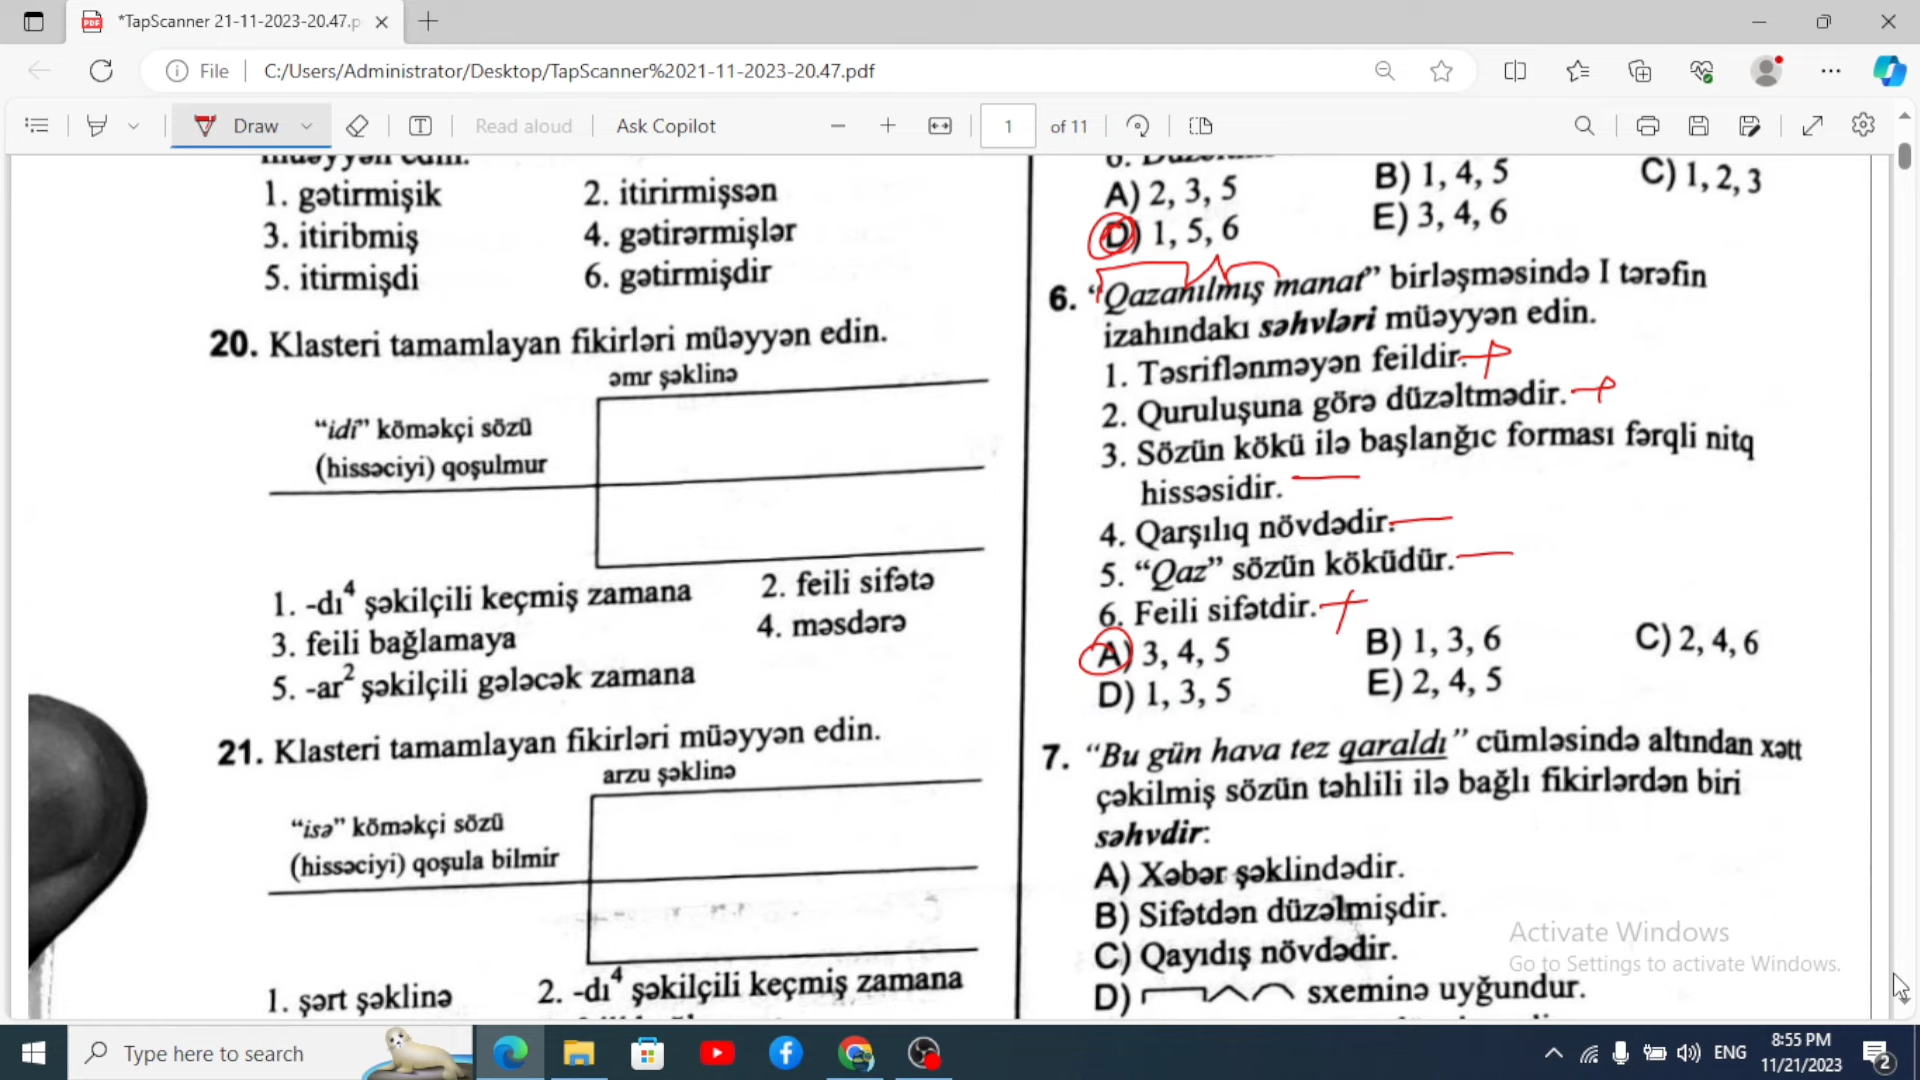 *TapScanner 21-11-2023-20.47.p
File
C:/Users/Administrator/Desktop/TapScanner%2021-11-2023-20.47.pdf
Draw
Read aloud
Ask Copilot
1
of 11
müəyyən edin.
1. gətirmişik
2. itirirmişsən
3. itiribmiş
4. gətirərmişlər
5. itirmişdi
6. gətirmişdir
20. Klasteri tamamlayan fikirləri müəyyən edin.
əmr şəklinə
“idi” köməkçi sözü
(hissəciyi) qoşulmur
1. -dı⁴ şəkilçili keçmiş zamana
2. feili sifətə
3. feili bağlamaya
4. məsdərə
5. -ar² şəkilçili gələcək zamana
21. Klasteri tamamlayan fikirləri müəyyən edin.
arzu şəklinə
“isə” köməkçi sözü
(hissəciyi) qoşula bilmir
1. şərt şəklinə
2. -dı⁴ şəkilçili keçmiş zamana
A) 2, 3, 5
B) 1, 4, 5
C) 1, 2, 3
D) 1, 5, 6
E) 3, 4, 6
6. “Qazanılmış manat” birləşməsində I tərəfin
izahındakı səhvləri müəyyən edin.
1. Təsriflənməyən feildir.
2. Quruluşuna görə düzəltmədir.
3. Sözün kökü ilə başlanğıc forması fərqli nitq
hissəsidir.
4. Qarşılıq növdədir.
5. “Qaz” sözün köküdür.
6. Feili sifətdir.
A) 3, 4, 5
B) 1, 3, 6
C) 2, 4, 6
D) 1, 3, 5
E) 2, 4, 5
7. “Bu gün hava tez qaraldı” cümləsində altından xətt
çəkilmiş sözün təhlili ilə bağlı fikirlərdən biri
səhvdir:
A) Xəbər şəklindədir.
B) Sifətdən düzəlmişdir.
C) Qayıdış növdədir.
D) sxeminə uyğundur.
Activate Windows
Go to Settings to activate Windows.
Type here to search
ENG
8:55 PM
11/21/2023
2